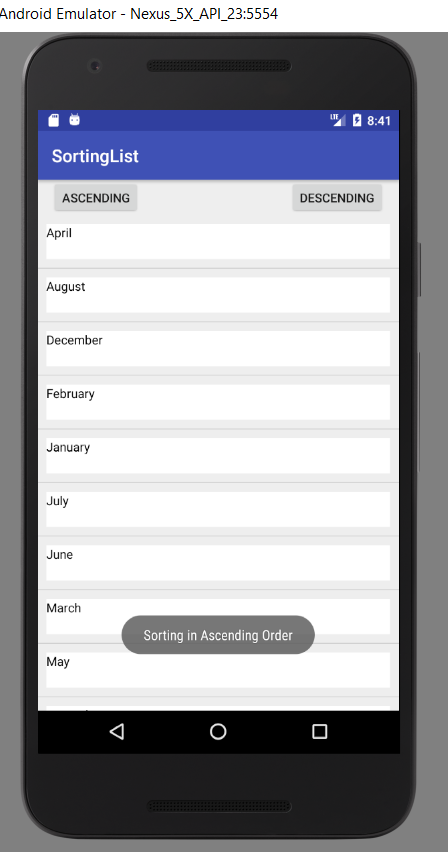 Android Emulator - Nexus_5X_API_23:5554
LTE 8:41
SortingList
ASCENDING DESCENDING
April
August
December
February
January
July
June
March
Sorting in Ascending Order
May